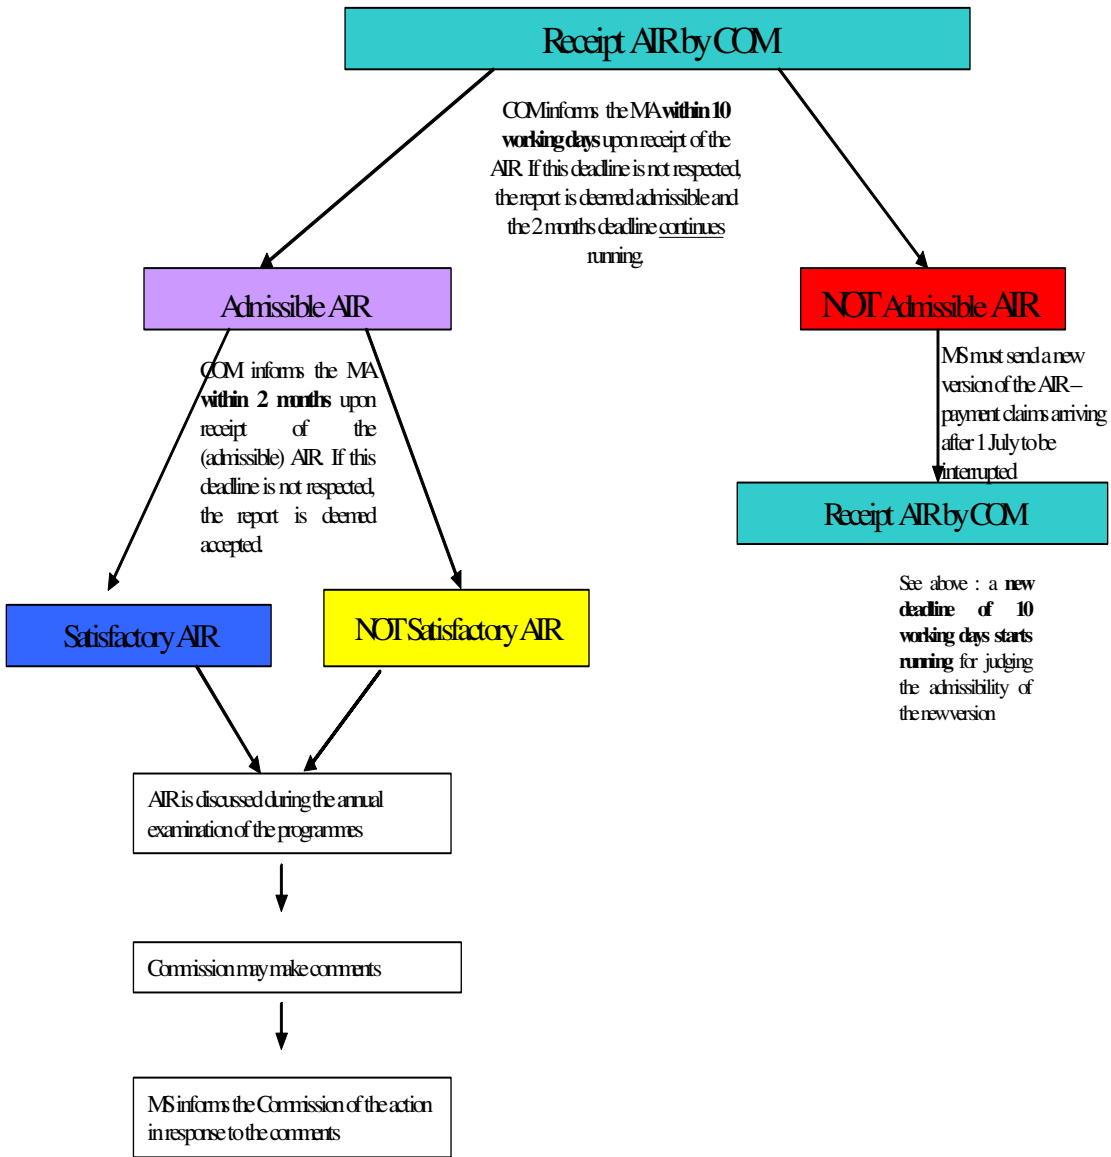 Receipt AIR by COM
COM informs the MA within 10
working days upon receipt of the
AIR. If this deadline is not respected,
the report is deemed admissible and
the 2 months deadline continues
running.
Admissible AIR
NOT Admissible AIR
COM informs the MA
within 2 months upon
receipt of the
(admissible) AIR. If this
deadline is not respected,
the report is deemed
accepted.
MS must send a new
version of the AIR –
payment claims arriving
after 1 July to be
interrupted
Receipt AIR by COM
See above : a new
deadline of 10
working days starts
running for judging
the admissibility of
the new version
Satisfactory AIR
NOT Satisfactory AIR
AIR is discussed during the annual
examination of the programmes
Commission may make comments
MS informs the Commission of the action
in response to the comments